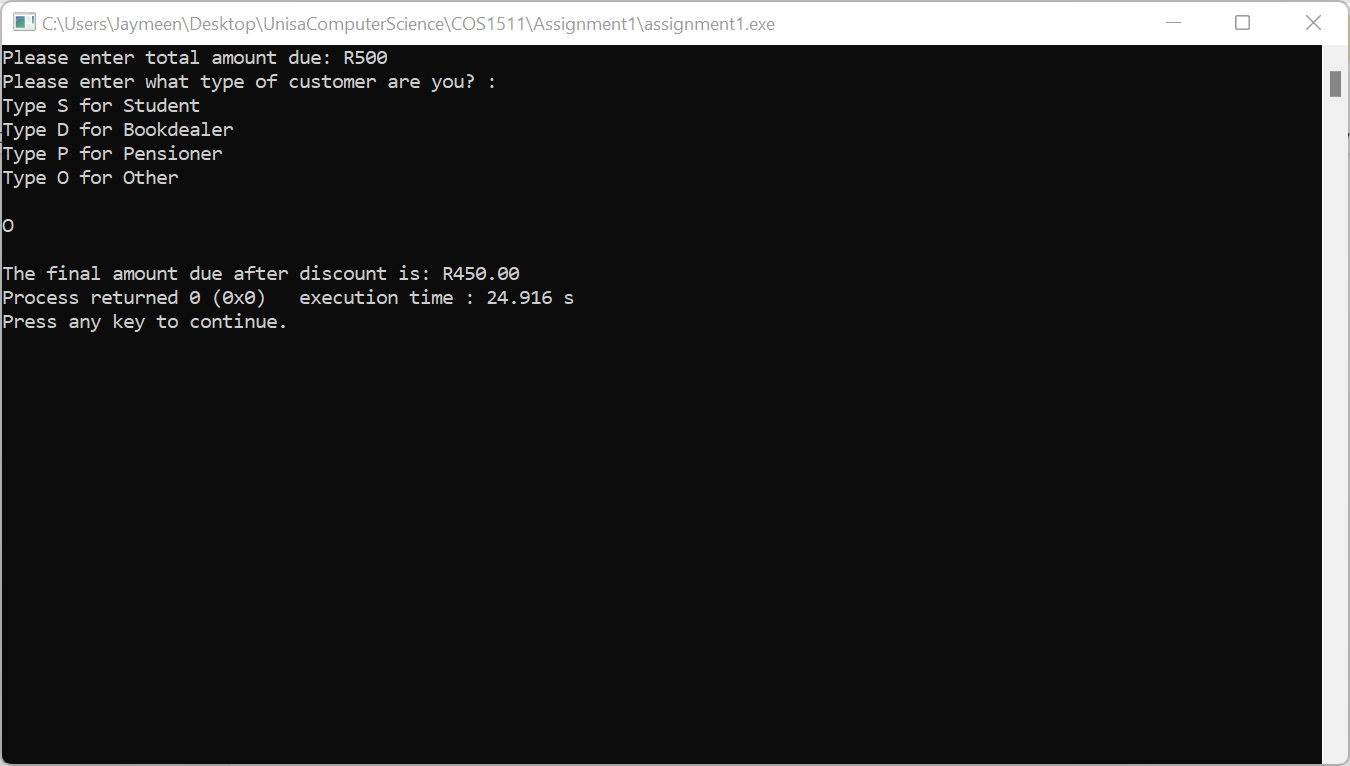 C:\Users\Jaymeen\Desktop\UnisaComputerScience\COS1511\Assignment1\assignment1.exe
Please enter total amount due: R500
Please enter what type of customer are you? :
Type S for Student
Type D for Bookdealer
Type P for Pensioner
Type O for Other
O
The final amount due after discount is: R450.00
Process returned 0 (0x0)   execution time : 24.916 s
Press any key to continue.